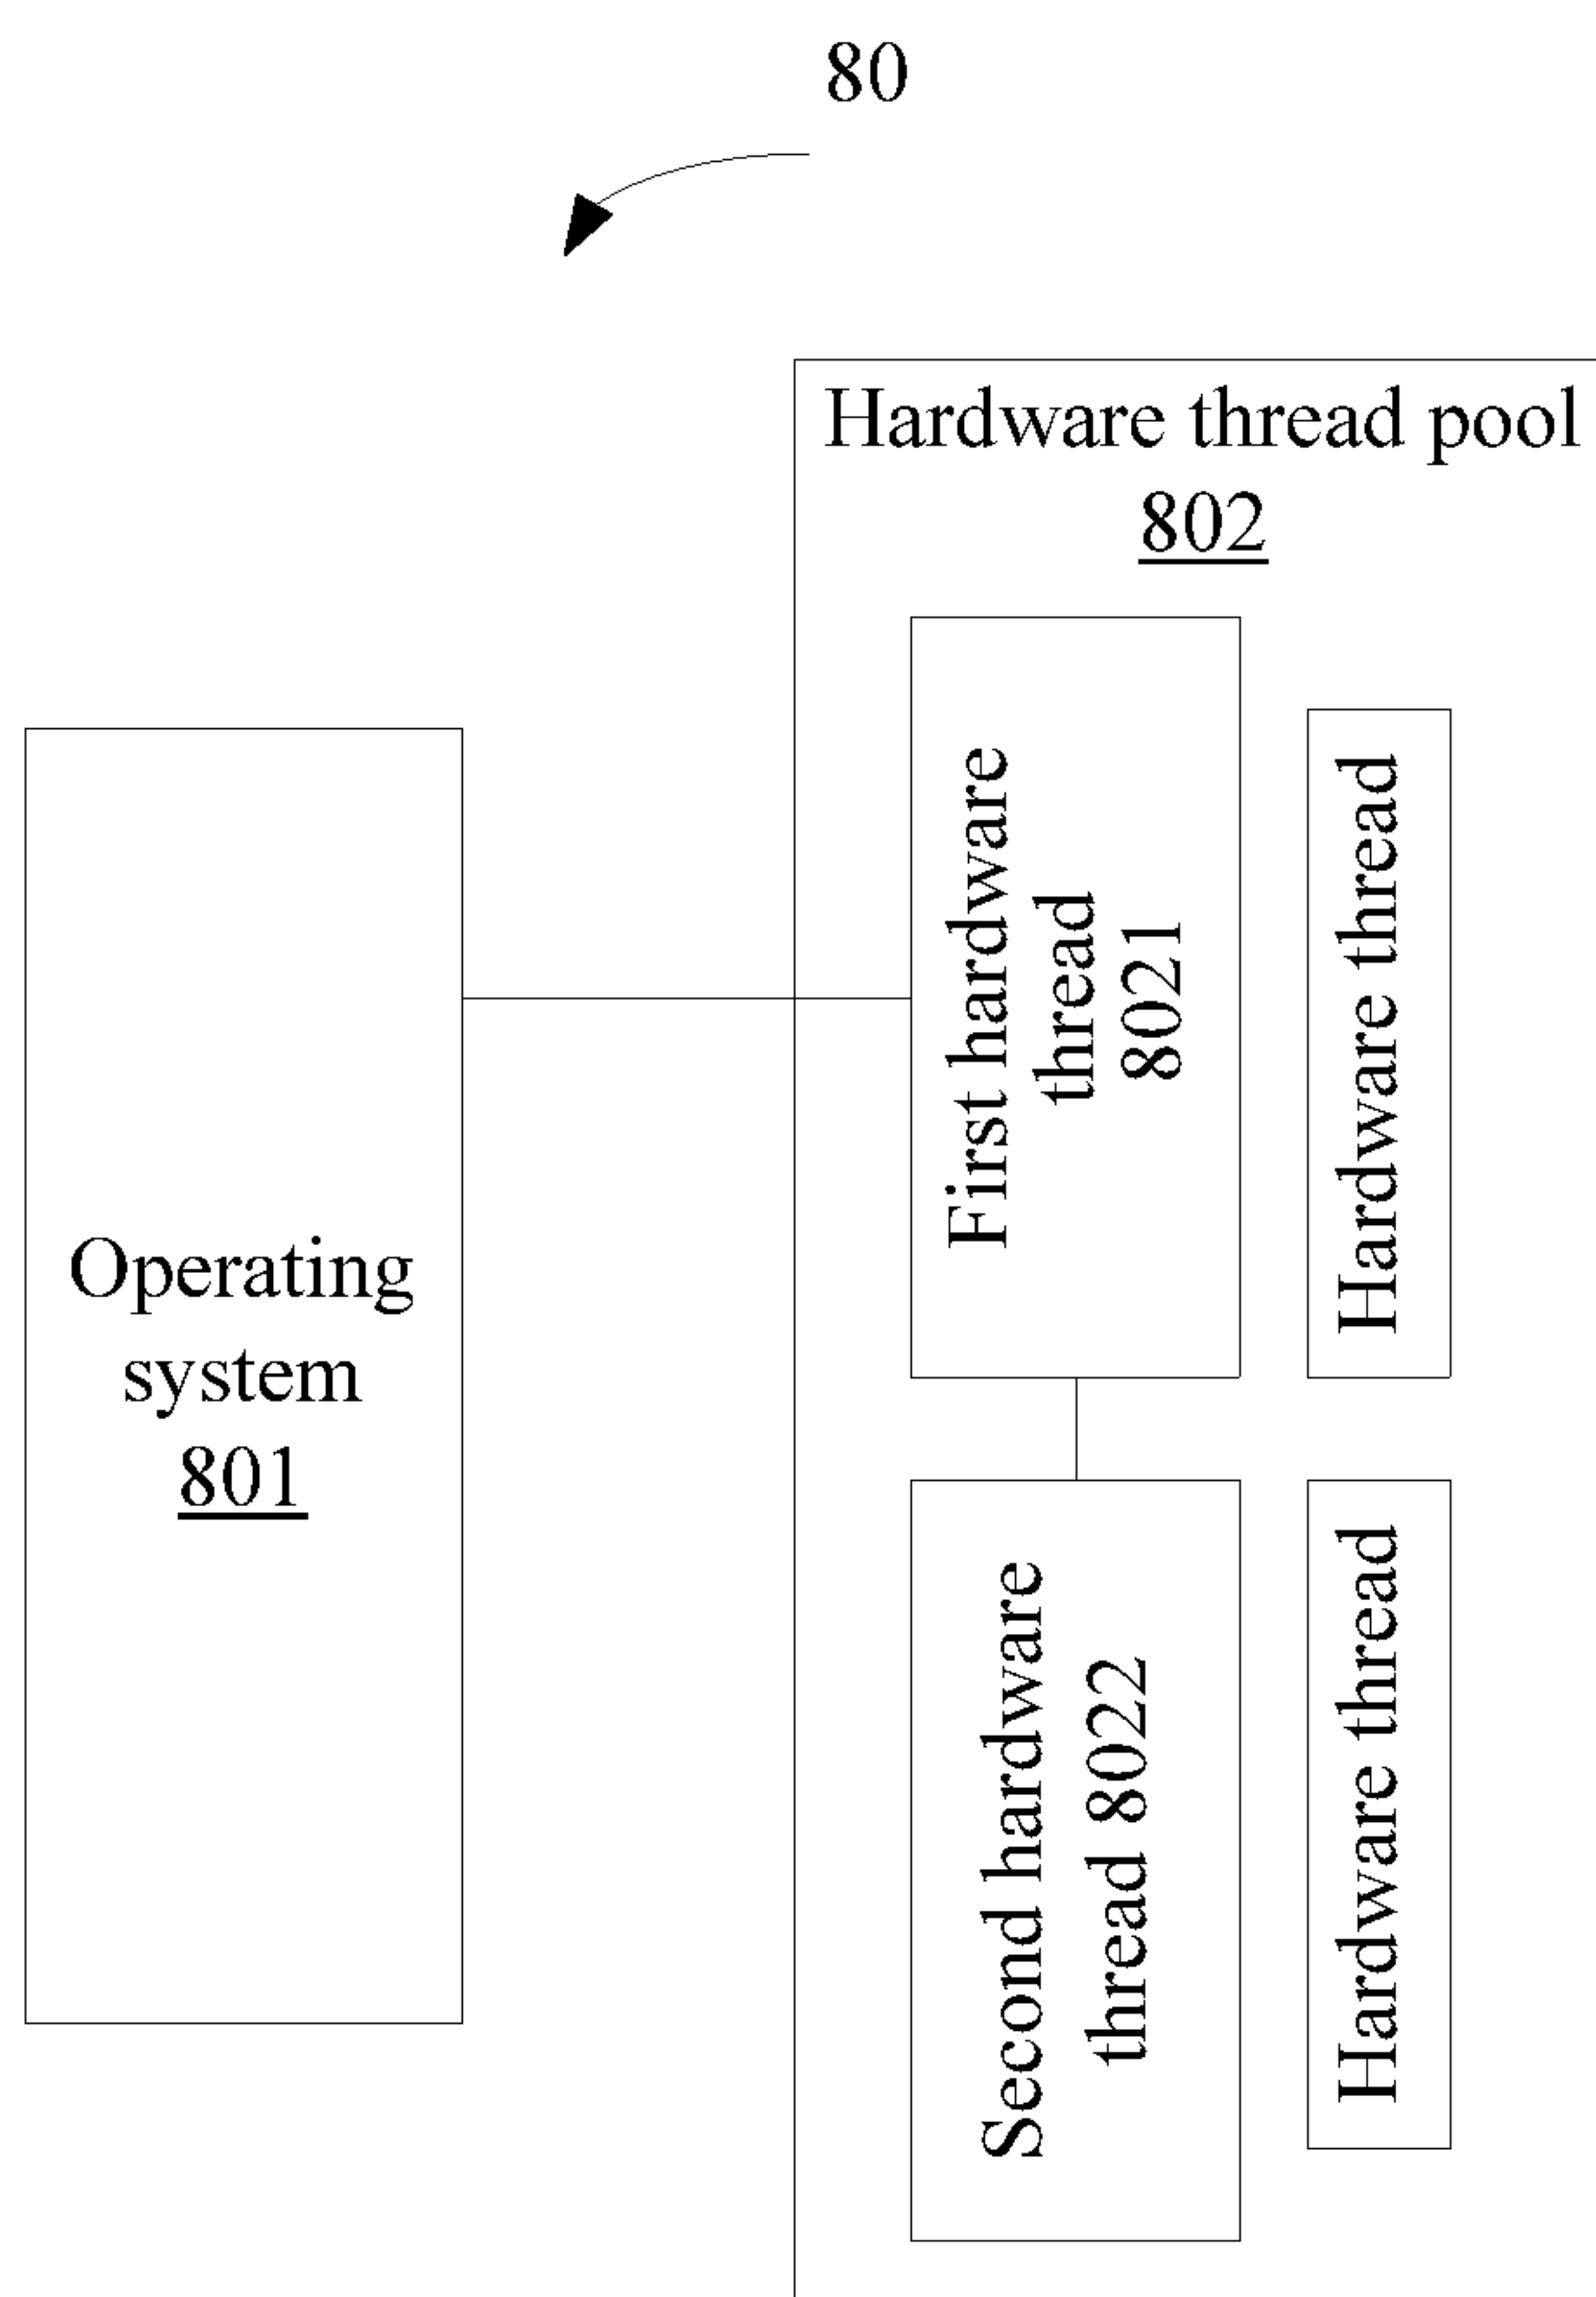 80
Hardware thread pool
802
First hardware
thread
8021
Hardware thread
Operating
system
801
Second hardware
thread 8022
Hardware thread